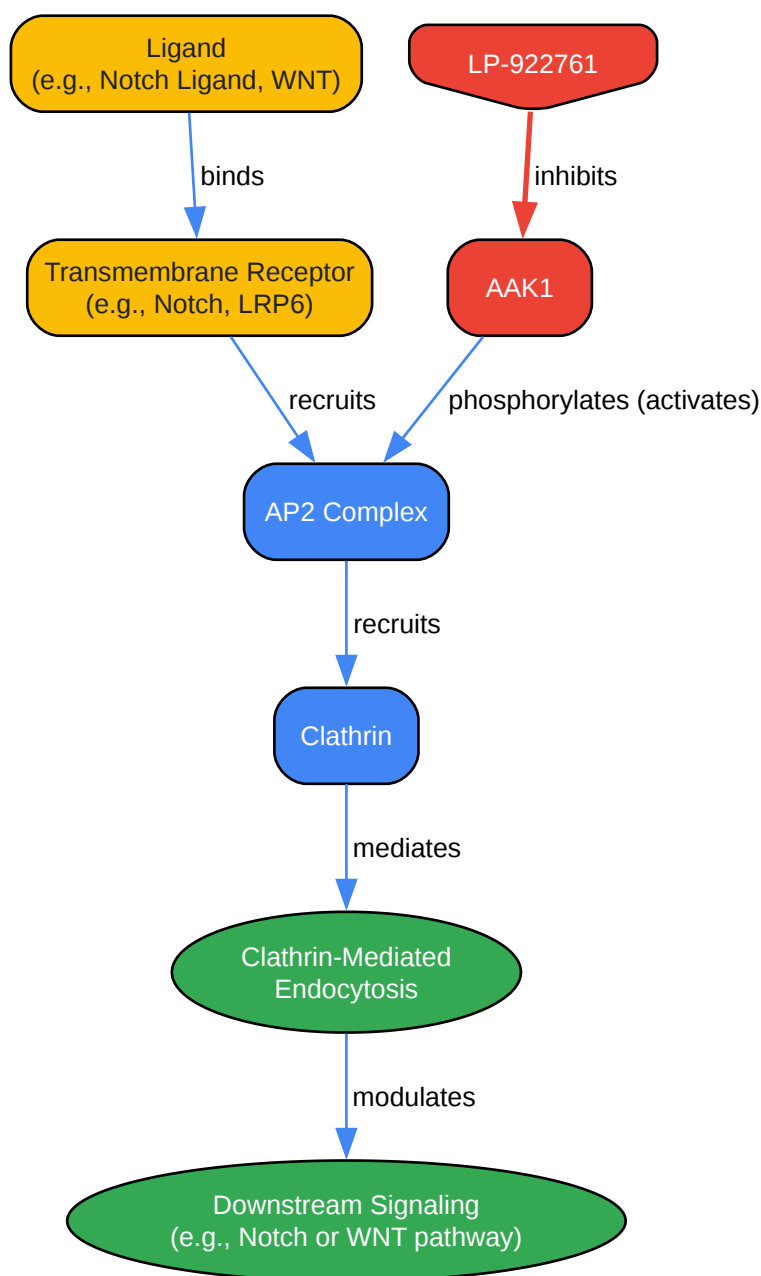 Ligand
(e.g., Notch Ligand, WNT)
LP-922761
binds
inhibits
Transmembrane Receptor
(e.g., Notch, LRP6)
AAK1
recruits
phosphorylates (activates)
AP2 Complex
recruits
Clathrin
mediates
Clathrin-Mediated
Endocytosis
modulates
Downstream Signaling
(e.g., Notch or WNT pathway)